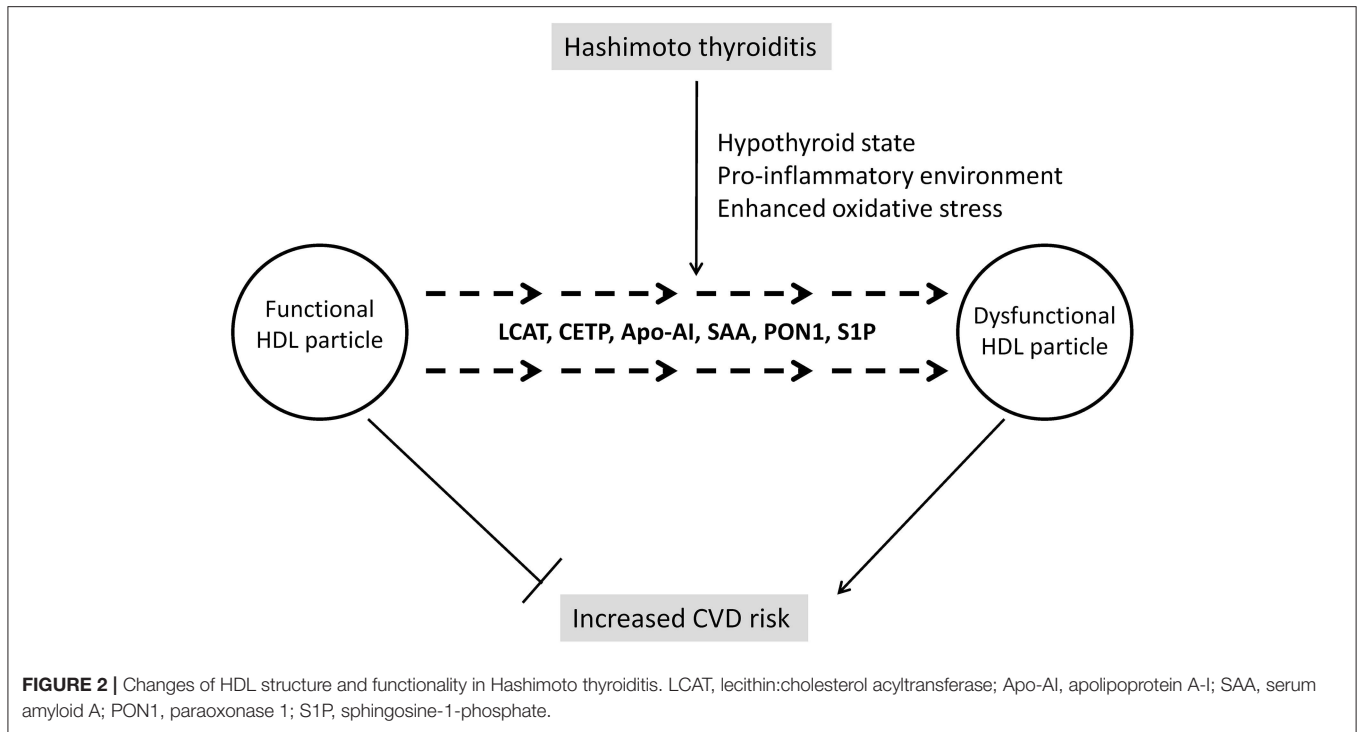 Hashimoto thyroiditis
Hypothyroid state
Pro-inflammatory environment
Enhanced oxidative stress
Functional
HDL particle
LCAT, CETP, Apo-AI, SAA, PON1, S1P
Dysfunctional
HDL particle
Increased CVD risk
FIGURE 2 | Changes of HDL structure and functionality in Hashimoto thyroiditis. LCAT, lecithin:cholesterol acyltransferase; Apo-AI, apolipoprotein A-I; SAA, serum
amyloid A; PON1, paraoxonase 1; S1P, sphingosine-1-phosphate.